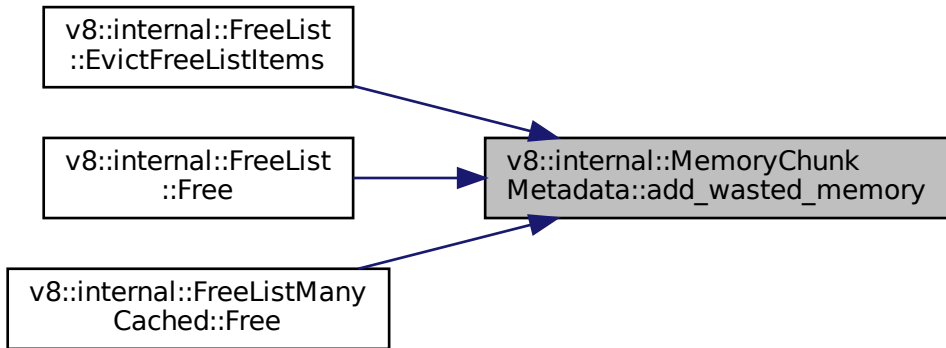 v8::internal::FreeList
::EvictFreeListItems
v8::internal::FreeList
::Free
v8::internal::MemoryChunk
Metadata::add_wasted_memory
v8::internal::FreeListMany
Cached::Free